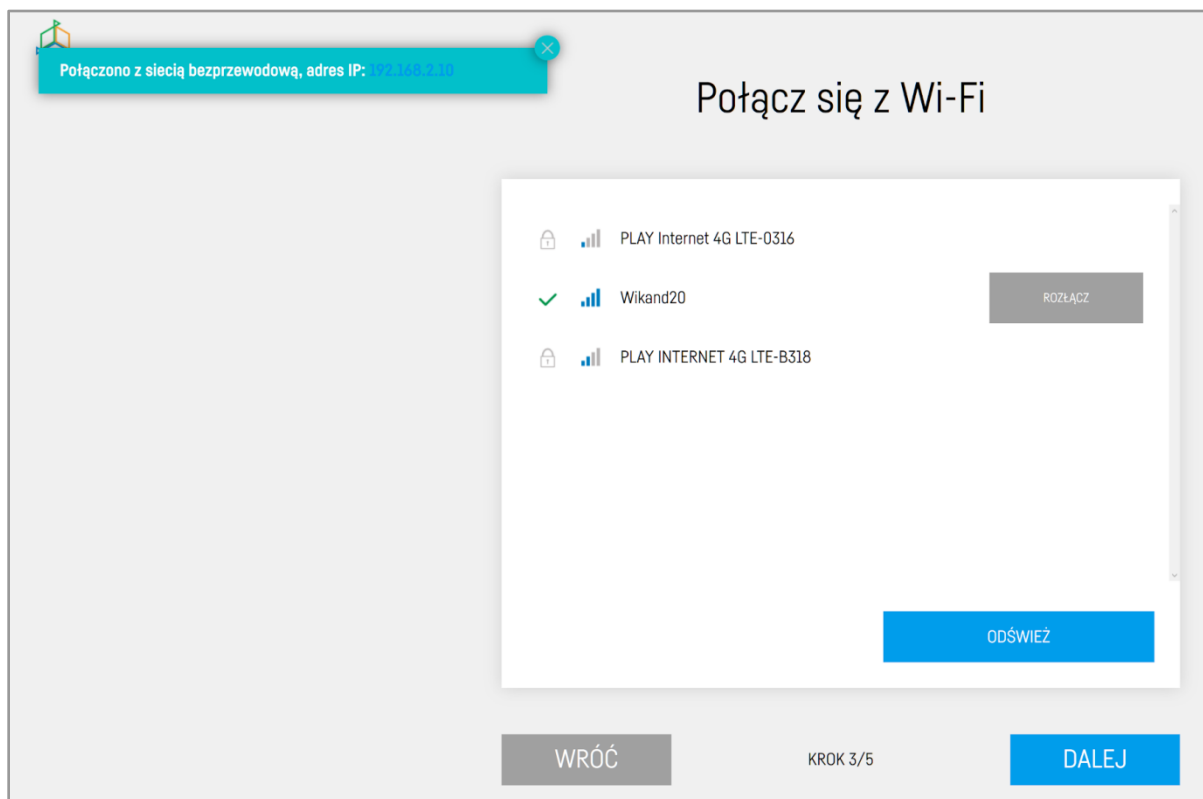 Połączono z siecią bezprzewodową, adres IP: 192.168.2.10
Połącz się z Wi-Fi
PLAY Internet 4G LTE-0316
Wikand20
ROZŁĄCZ
PLAY INTERNET 4G LTE-B318
ODŚWIEŻ
WRÓĆ
KROK 3/5
DALEJ